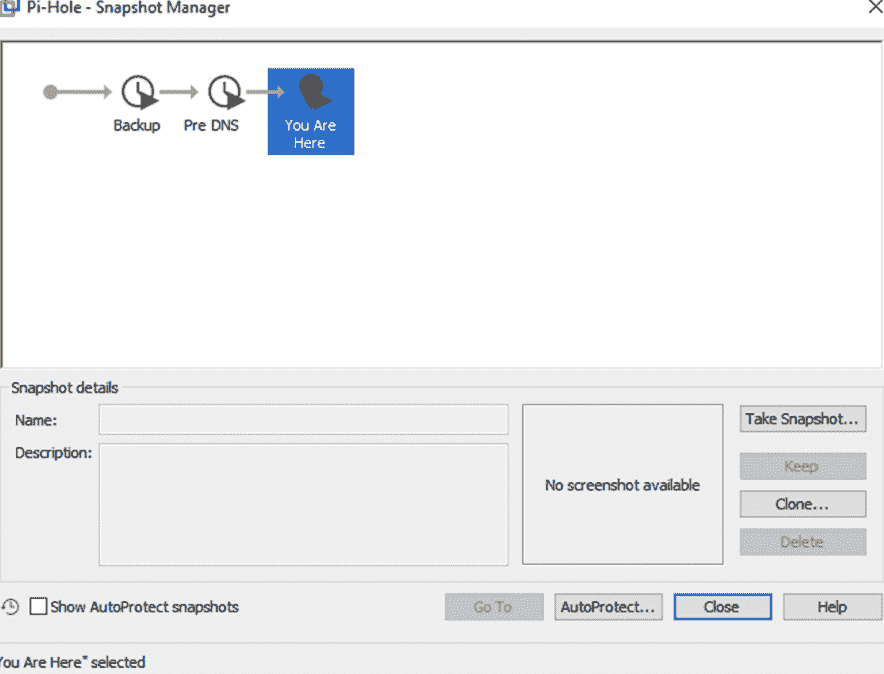 Pi-Hole - Snapshot Manager
Backup
Pre DNS
You Are
Here
Snapshot details
Name:
Description:
No screenshot available
Take Snapshot...
Keep
Clone...
Delete
Show AutoProtect snapshots
Go To
AutoProtect...
Close
Help
You Are Here" selected